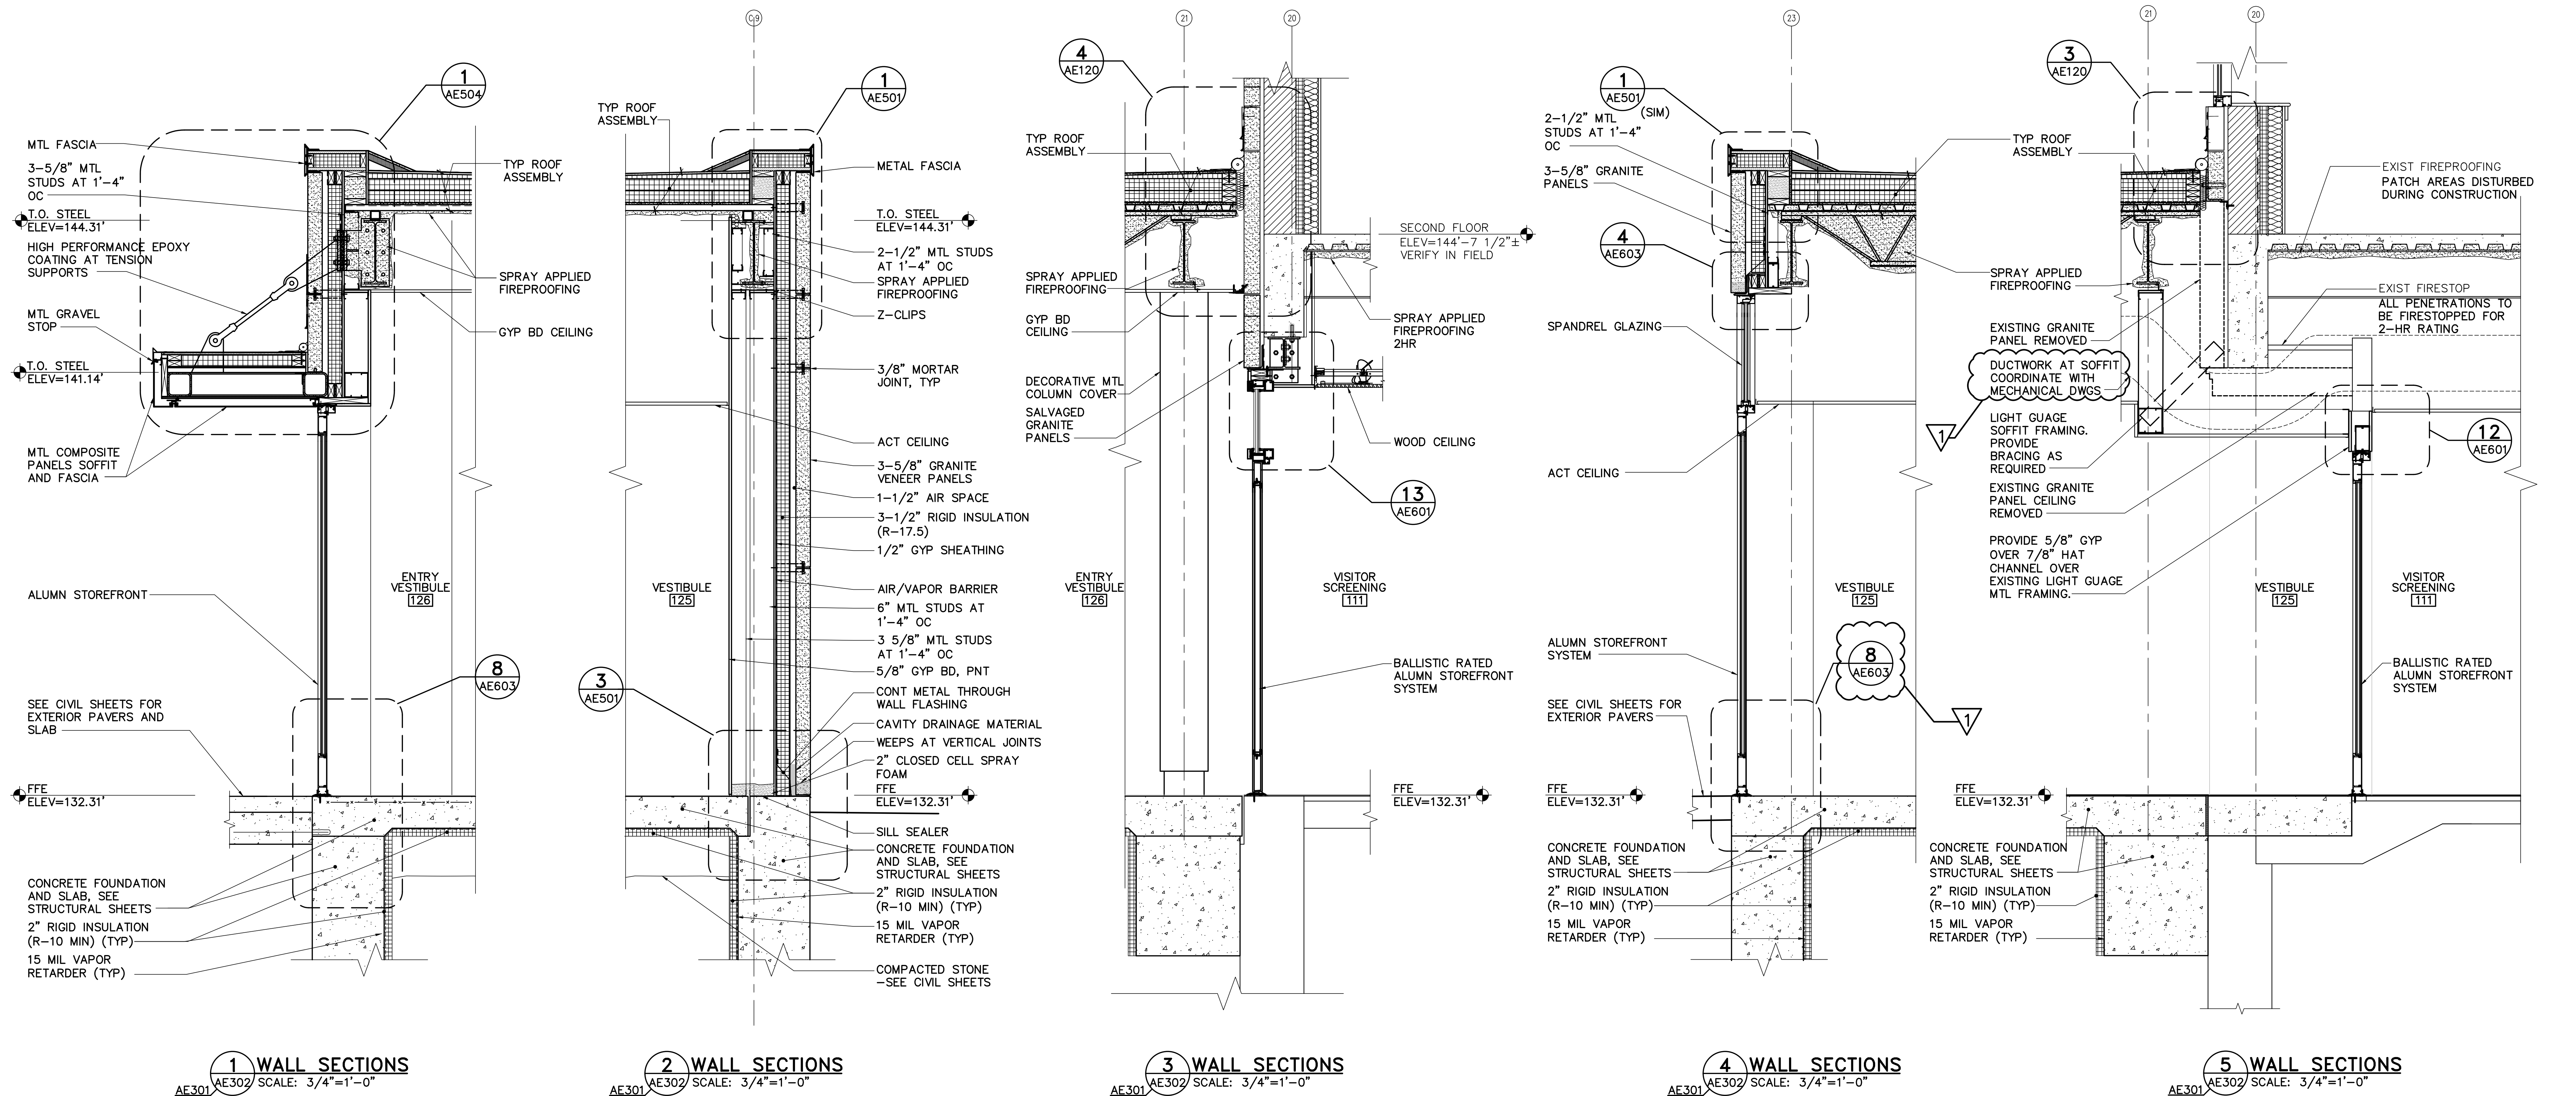 1
AE504
MTL FASCIA
3-5/8" MTL
STUDS AT 1'-4"
OC
T.O. STEEL
ELEV=144.31'
HIGH PERFORMANCE EPOXY
COATING AT TENSION
SUPPORTS
MTL GRAVEL
STOP
T.O. STEEL
ELEV=141.14'
MTL COMPOSITE
PANELS SOFFIT
AND FASCIA
ALUMN STOREFRONT
SEE CIVIL SHEETS FOR
EXTERIOR PAVERS AND
SLAB
FFE
ELEV=132.31'
CONCRETE FOUNDATION
AND SLAB, SEE
STRUCTURAL SHEETS
2" RIGID INSULATION
(R-10 MIN) (TYP)
15 MIL VAPOR
RETARDER (TYP)
TYP ROOF
ASSEMBLY
SPRAY APPLIED
FIREPROOFING
GYP BD CEILING
ENTRY
VESTIBULE
126
8
AE603
1 WALL SECTIONS
AE301 AE302 SCALE: 3/4"=1'-0"
C.9
1
AE501
TYP ROOF
ASSEMBLY
METAL FASCIA
T.O. STEEL
ELEV=144.31'
2-1/2" MTL STUDS
AT 1'-4" OC
SPRAY APPLIED
FIREPROOFING
Z-CLIPS
3/8" MORTAR
JOINT, TYP
ACT CEILING
3-5/8" GRANITE
VENEER PANELS
1-1/2" AIR SPACE
3-1/2" RIGID INSULATION
(R-17.5)
1/2" GYP SHEATHING
AIR/VAPOR BARRIER
6" MTL STUDS AT
1'-4" OC
3 5/8" MTL STUDS
AT 1'-4" OC
5/8" GYP BD, PNT
CONT METAL THROUGH
WALL FLASHING
CAVITY DRAINAGE MATERIAL
WEEPS AT VERTICAL JOINTS
2" CLOSED CELL SPRAY
FOAM
FFE
ELEV=132.31'
SILL SEALER
CONCRETE FOUNDATION
AND SLAB, SEE
STRUCTURAL SHEETS
2" RIGID INSULATION
(R-10 MIN) (TYP)
15 MIL VAPOR
RETARDER (TYP)
COMPACTED STONE
-SEE CIVIL SHEETS
VESTIBULE
125
3
AE501
2 WALL SECTIONS
AE301 AE302 SCALE: 3/4"=1'-0"
21
20
4
AE120
TYP ROOF
ASSEMBLY
SPRAY APPLIED
FIREPROOFING
GYP BD
CEILING
DECORATIVE MTL
COLUMN COVER
SALVAGED
GRANITE
PANELS
ENTRY
VESTIBULE
126
SECOND FLOOR
ELEV=144'-7 1/2"±
VERIFY IN FIELD
SPRAY APPLIED
FIREPROOFING
2HR
WOOD CEILING
13
AE601
VISITOR
SCREENING
111
BALLISTIC RATED
ALUMN STOREFRONT
SYSTEM
FFE
ELEV=132.31'
3 WALL SECTIONS
AE301 AE302 SCALE: 3/4"=1'-0"
23
1
AE501
(SIM)
2-1/2" MTL
STUDS AT 1'-4"
OC
3-5/8" GRANITE
PANELS
4
AE603
SPANDREL GLAZING
ACT CEILING
ALUMN STOREFRONT
SYSTEM
SEE CIVIL SHEETS FOR
EXTERIOR PAVERS
FFE
ELEV=132.31'
CONCRETE FOUNDATION
AND SLAB, SEE
STRUCTURAL SHEETS
2" RIGID INSULATION
(R-10 MIN) (TYP)
15 MIL VAPOR
RETARDER (TYP)
VESTIBULE
125
8
AE603
1
4 WALL SECTIONS
AE301 AE302 SCALE: 3/4"=1'-0"
21
20
3
AE120
TYP ROOF
ASSEMBLY
SPRAY APPLIED
FIREPROOFING
EXISTING GRANITE
PANEL REMOVED
DUCTWORK AT SOFFIT
COORDINATE WITH
MECHANICAL DWGS
1
LIGHT GUAGE
SOFFIT FRAMING.
PROVIDE
BRACING AS
REQUIRED
EXISTING GRANITE
PANEL CEILING
REMOVED
PROVIDE 5/8" GYP
OVER 7/8" HAT
CHANNEL OVER
EXISTING LIGHT GUAGE
MTL FRAMING.
EXIST FIREPROOFING
PATCH AREAS DISTURBED
DURING CONSTRUCTION
EXIST FIRESTOP
ALL PENETRATIONS TO
BE FIRESTOPPED FOR
2-HR RATING
12
AE601
VESTIBULE
125
VISITOR
SCREENING
111
BALLISTIC RATED
ALUMN STOREFRONT
SYSTEM
FFE
ELEV=132.31'
CONCRETE FOUNDATION
AND SLAB, SEE
STRUCTURAL SHEETS
2" RIGID INSULATION
(R-10 MIN) (TYP)
15 MIL VAPOR
RETARDER (TYP)
5 WALL SECTIONS
AE301 AE302 SCALE: 3/4"=1'-0"